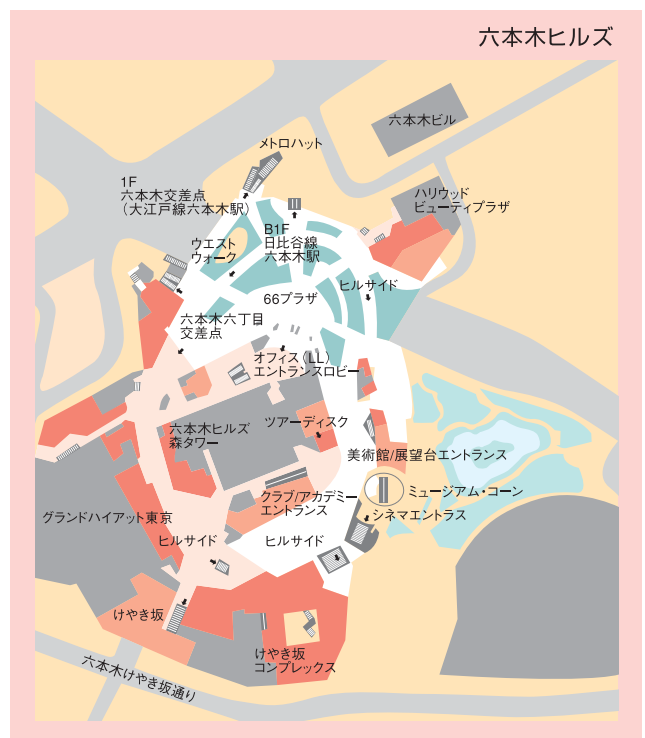 六本木ヒルズ
六本木ビル
メトロハット
1F
六本木交差点
（大江戸線六本木駅）
ハリウッド
ビューティプラザ
B1F
日比谷線
六本木駅
ウエスト
ウォーク
ヒルサイド
66プラザ
六本木六丁目
交差点
オフィス（LL）
エントランスロビー
ツアーディスク
六本木ヒルズ
森タワー
美術館/展望台エントランス
ミュージアム・コーン
クラブ/アカデミー
エントランス
シネマエントラス
グランドハイアット東京
ヒルサイド
ヒルサイド
けやき坂
けやき坂
コンプレックス
六本木けやき坂通り